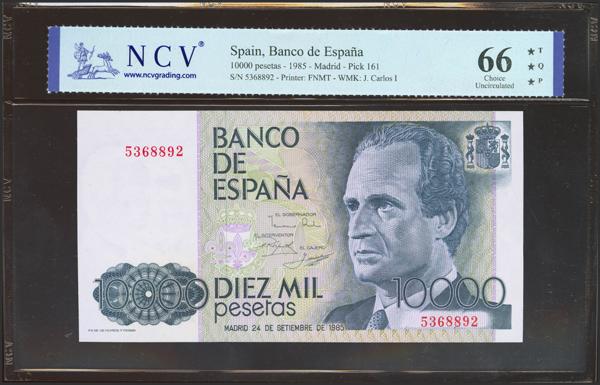 NCV
NCV®
www.ncvgrading.com
Spain, Banco de España
10000 pesetas - 1985 - Madrid - Pick 161
S/N 5368892 - Printer: FNMT - WMK: J. Carlos I
66
Choice
Uncirculated
★ T
★ Q
★ P
5368892
BANCO
DE
ESPAÑA
EL GOBERNADOR
EL INTERVENTOR
EL CAJERO
10000
DIEZ MIL
pesetas
10000
MADRID 24 DE SETIEMBRE DE 1985
5368892
NCV